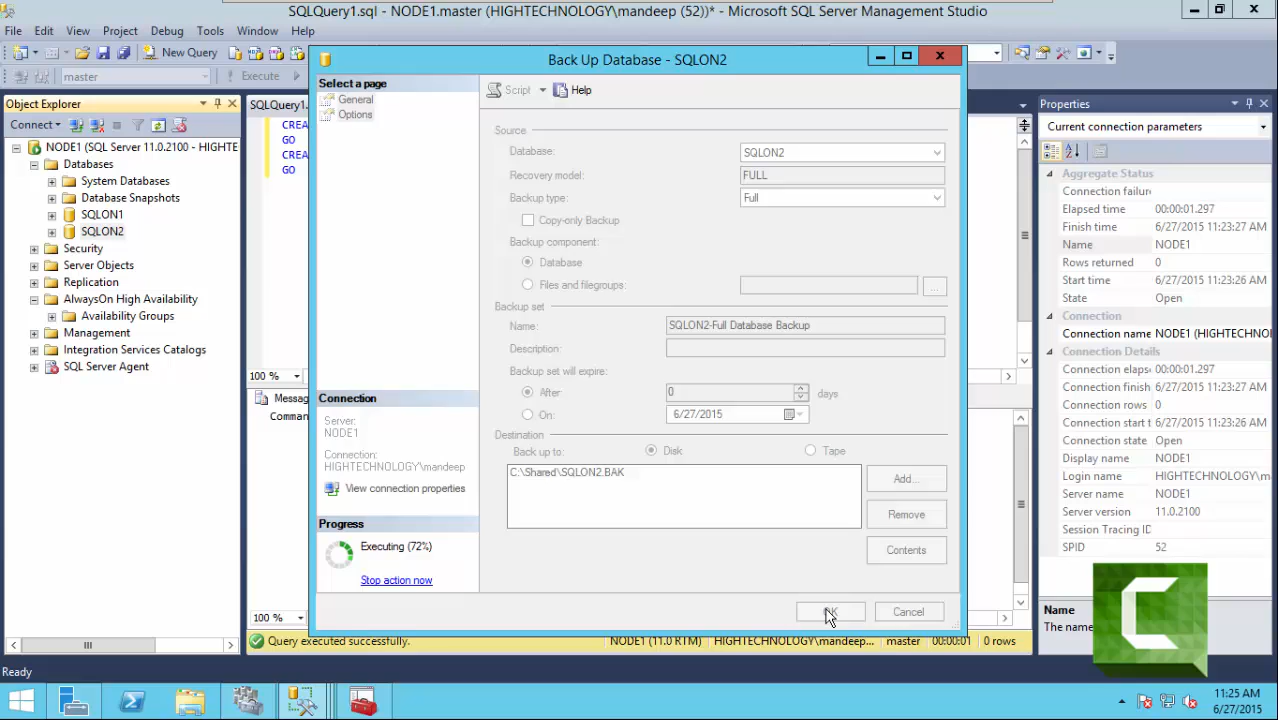 SQLQuery1.sql - NODE1.master (HIGHTECHNOLOGY\mandeep (52))* - Microsoft SQL Server Management Studio
File Edit View Project Debug Tools Window Help
New Query
master Execute
Object Explorer
Connect
NODE1 (SQL Server 11.0.2100 - HIGHTE
Databases
System Databases
Database Snapshots
SQLON1
SQLON2
Security
Server Objects
Replication
AlwaysOn High Availability
Availability Groups
Management
Integration Services Catalogs
SQL Server Agent
SQLQuery1.
CREA
GO
CREA
GO
100 %
Messag
Comman
100 %
Back Up Database - SQLON2
Select a page
General
Options
Connection
Server:
NODE1
Connection:
HIGHTECHNOLOGY\mandeep
View connection properties
Progress
Executing (72%)
Stop action now
Script Help
Source
Database: SQLON2
Recovery model: FULL
Backup type: Full
Copy-only Backup
Backup component:
Database
Files and filegroups: ...
Backup set
Name: SQLON2-Full Database Backup
Description:
Backup set will expire:
After: 0 days
On: 6/27/2015
Destination
Back up to: Disk Tape
C:\Shared\SQLON2.BAK
Add...
Remove
Contents
OK Cancel
Properties
Current connection parameters
Aggregate Status
Connection failure
Elapsed time 00:00:01.297
Finish time 6/27/2015 11:23:27 AM
Name NODE1
Rows returned 0
Start time 6/27/2015 11:23:26 AM
State Open
Connection
Connection name NODE1 (HIGHTECHNO
Connection Details
Connection elaps 00:00:01.297
Connection finish 6/27/2015 11:23:27 AM
Connection rows 0
Connection start t 6/27/2015 11:23:26 AM
Connection state Open
Display name NODE1
Login name HIGHTECHNOLOGY\m
Server name NODE1
Server version 11.0.2100
Session Tracing ID
SPID 52
Name
The name
Query executed successfully. NODE1 (11.0 RTM) HIGHTECHNOLOGY\mandeep... master 00:00:01 0 rows
Ready
11:25 AM
6/27/2015